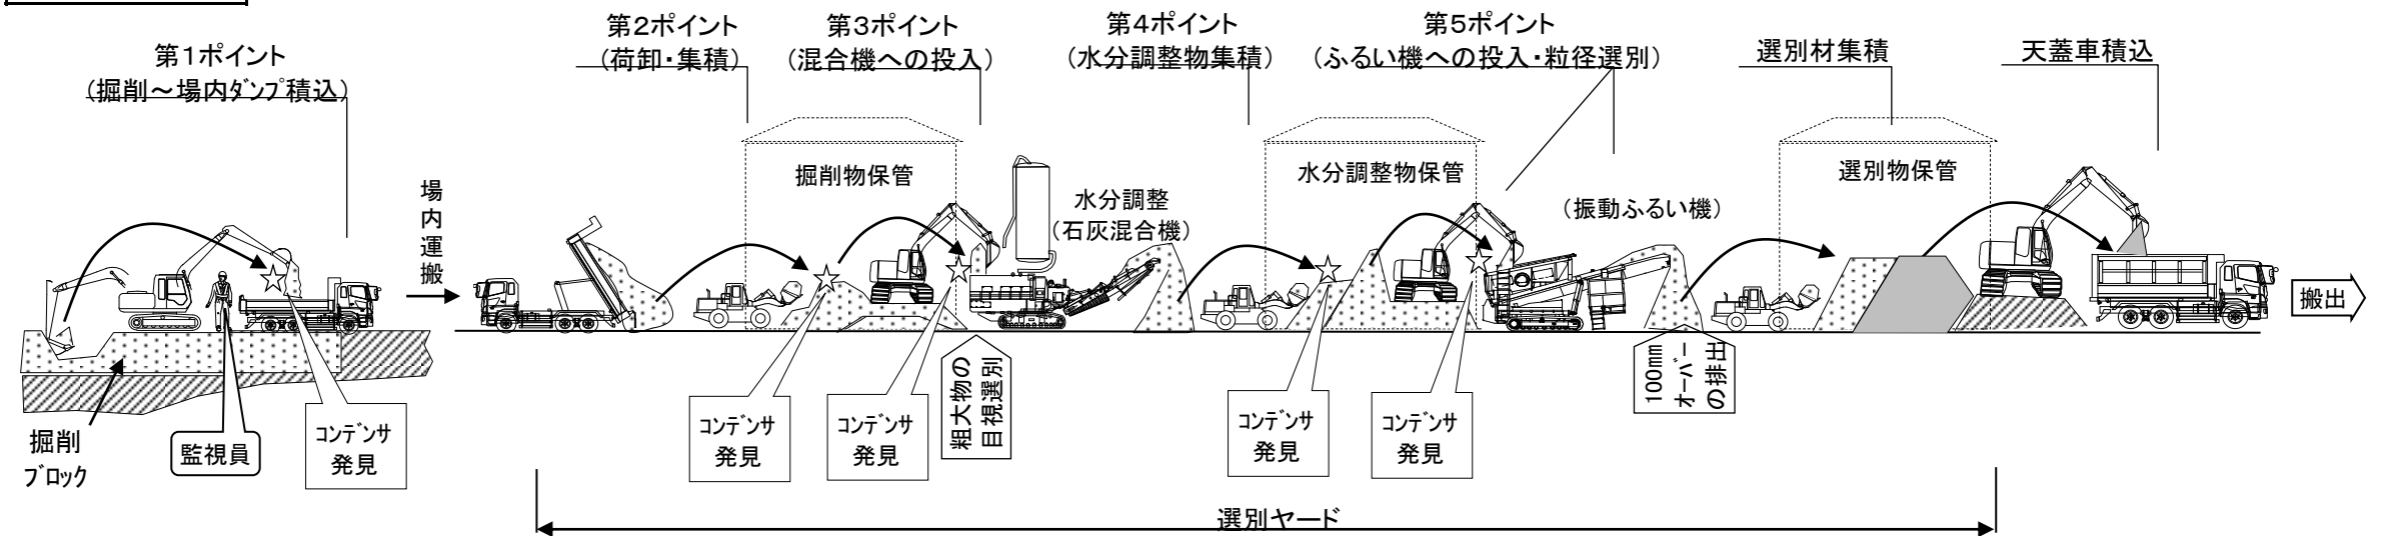 第1ポイント
（掘削～場内ﾀﾞﾝﾌﾟ積込）
第2ポイント
（荷卸・集積）
第3ポイント
（混合機への投入）
第4ポイント
（水分調整物集積）
第5ポイント
（ふるい機への投入・粒径選別）
選別材集積
天蓋車積込
場内運搬
掘削物保管
水分調整
（石灰混合機）
水分調整物保管
（振動ふるい機）
選別物保管
搬出
掘削
ﾌﾞﾛｯｸ
監視員
ｺﾝﾃﾞﾝｻ
発見
ｺﾝﾃﾞﾝｻ
発見
ｺﾝﾃﾞﾝｻ
発見
粗大物の
目視選別
ｺﾝﾃﾞﾝｻ
発見
ｺﾝﾃﾞﾝｻ
発見
100mm
ｵｰﾊﾞｰ
の排出
選別ヤード